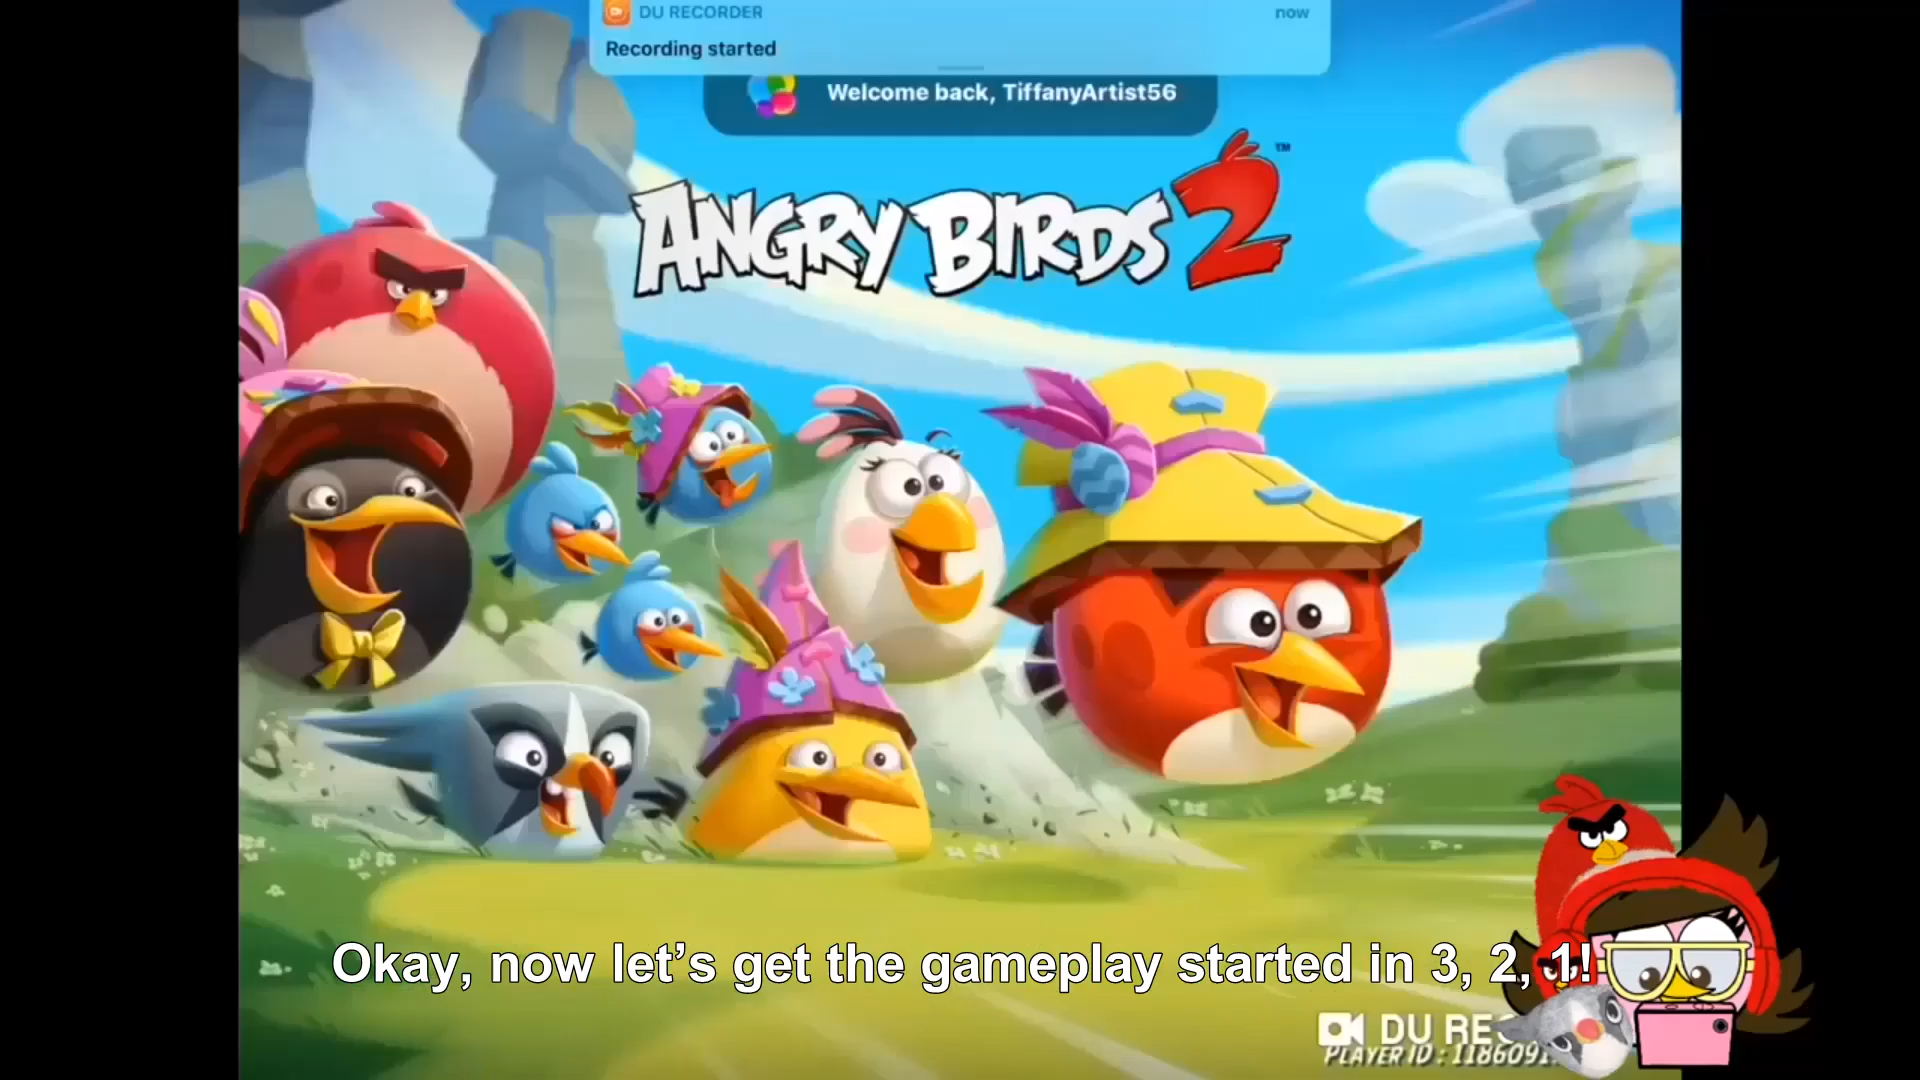 DU RECORDER
now
Recording started
Welcome back, TiffanyArtist56
ANGRY BIRDS 2
TM
Okay, now let’s get the gameplay started in 3, 2, 1!
DU REC
PLAYER ID : 1186091